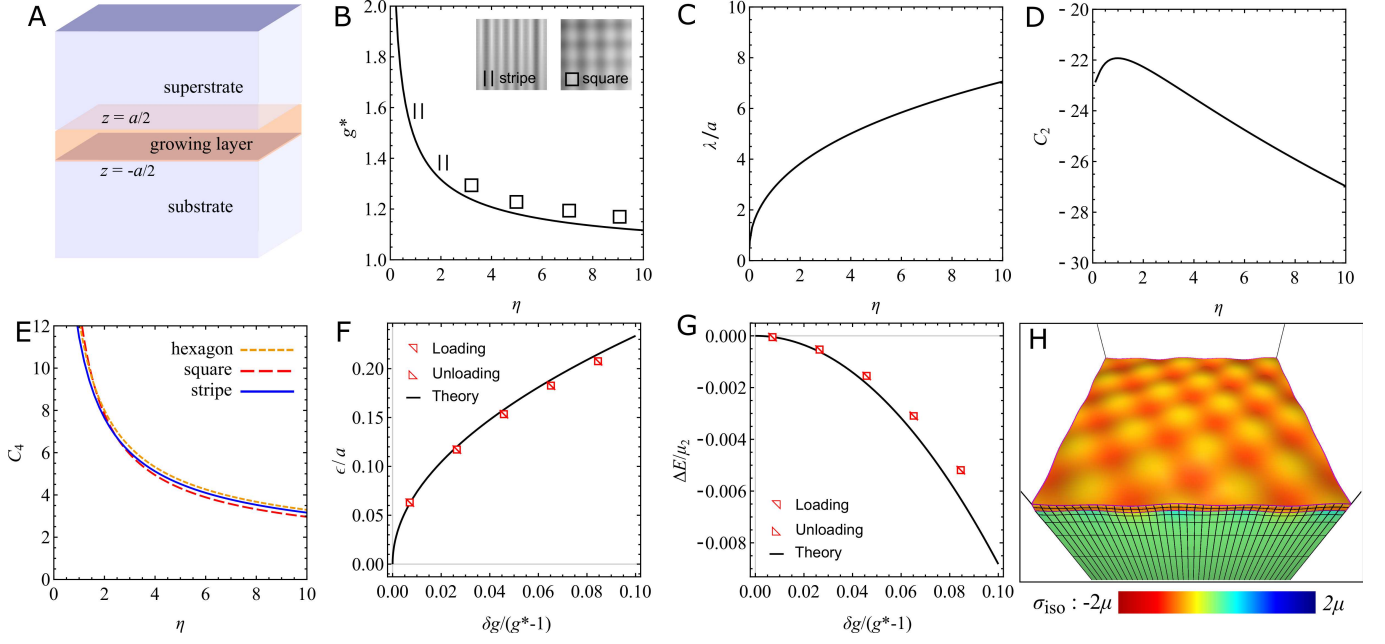 A
superstrate
z = a/2
growing layer
z = -a/2
substrate
B
2.0
1.8
1.6
1.4
1.2
1.0
g*
|| stripe
□ square
0 2 4 6 8 10
η
C
10
8
6
4
2
0
λ/a
0 2 4 6 8 10
η
D
-20
-22
-24
-26
-28
-30
C2
0 2 4 6 8 10
η
E
12
10
8
6
4
2
0
C4
hexagon
square
stripe
0 2 4 6 8 10
η
F
0.20
0.15
0.10
0.05
0.00
ϵ/a
Loading
Unloading
Theory
0.00 0.02 0.04 0.06 0.08 0.10
δg/(g*-1)
G
0.000
-0.002
-0.004
-0.006
-0.008
ΔE/μ2
Loading
Unloading
Theory
0.00 0.02 0.04 0.06 0.08 0.10
δg/(g*-1)
H
σiso : -2μ 2μ